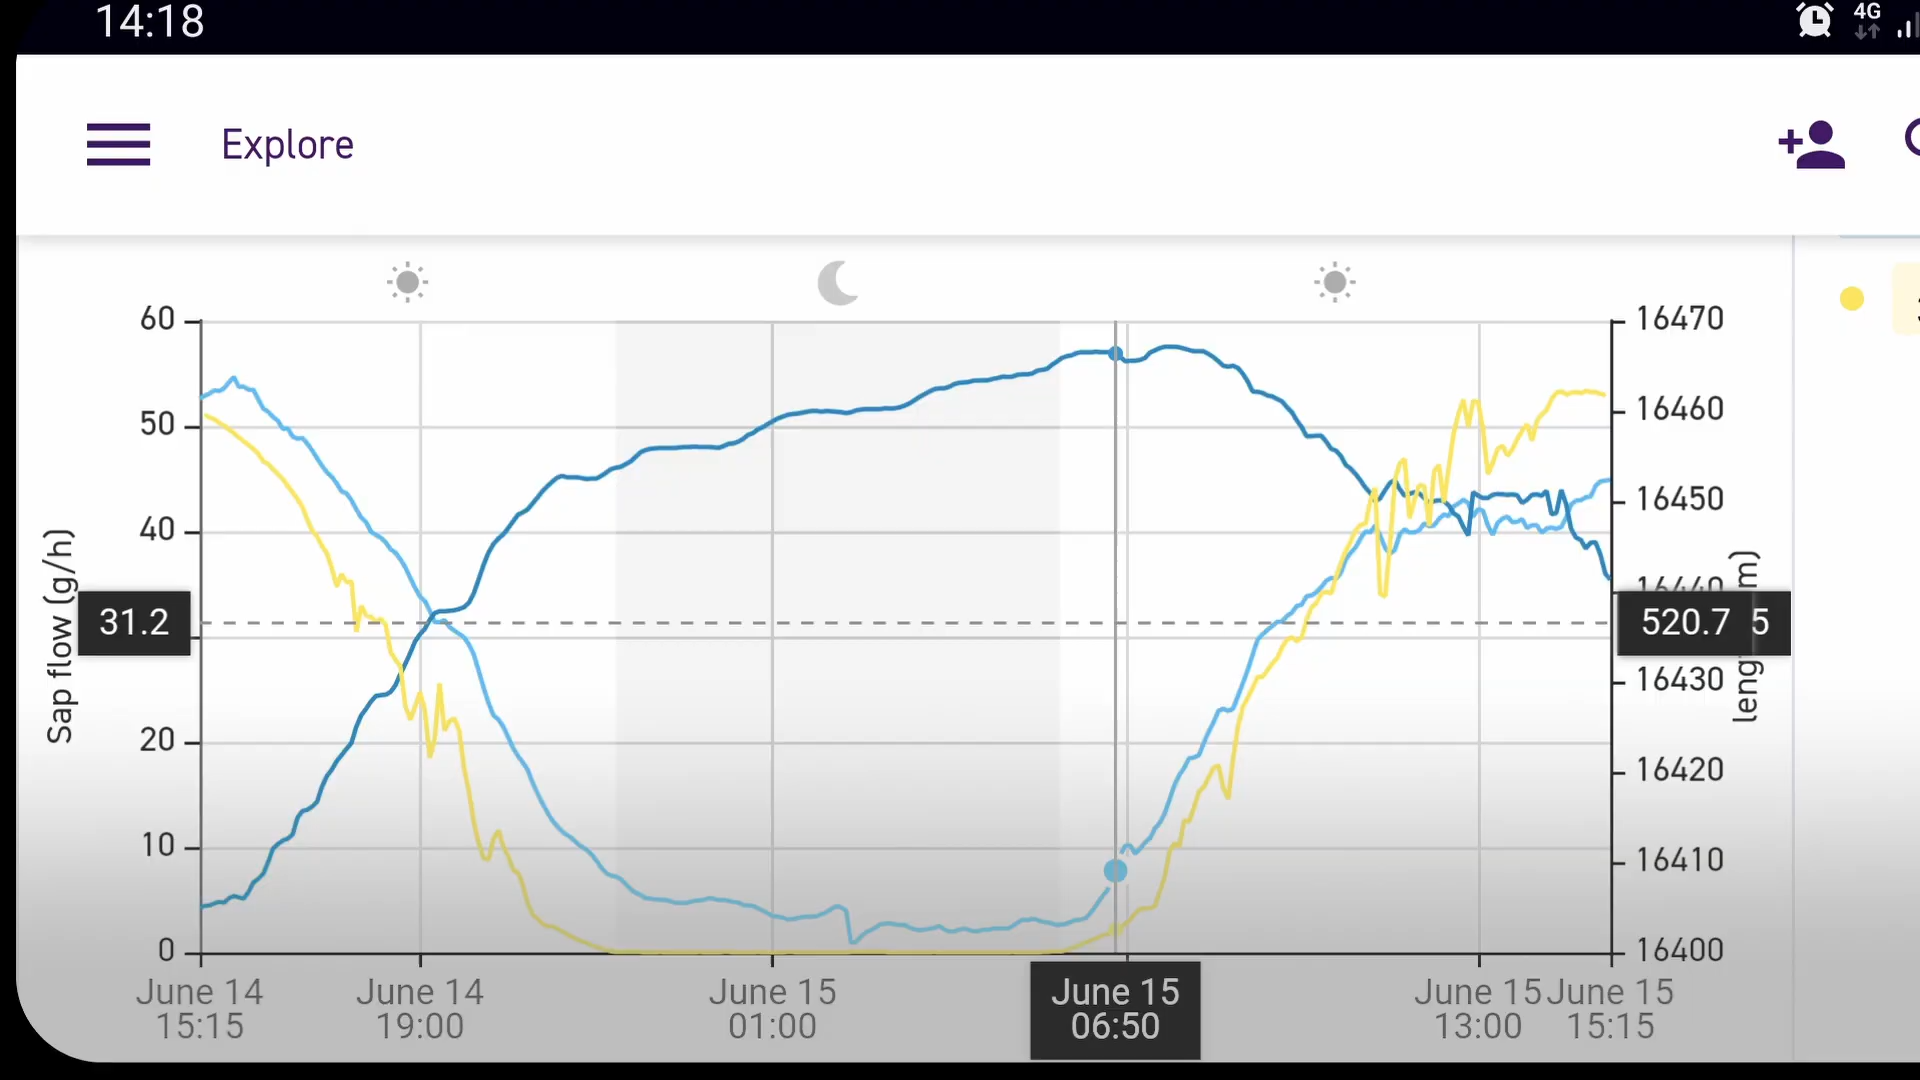 14:18
4G
Explore
60
50
40
20
10
0
Sap flow (g/h)
31.2
16470
16460
16450
16440
16430
16420
16410
16400
520.7
5
June 14
15:15
June 14
19:00
June 15
01:00
June 15
06:50
June 15
13:00
June 15
15:15